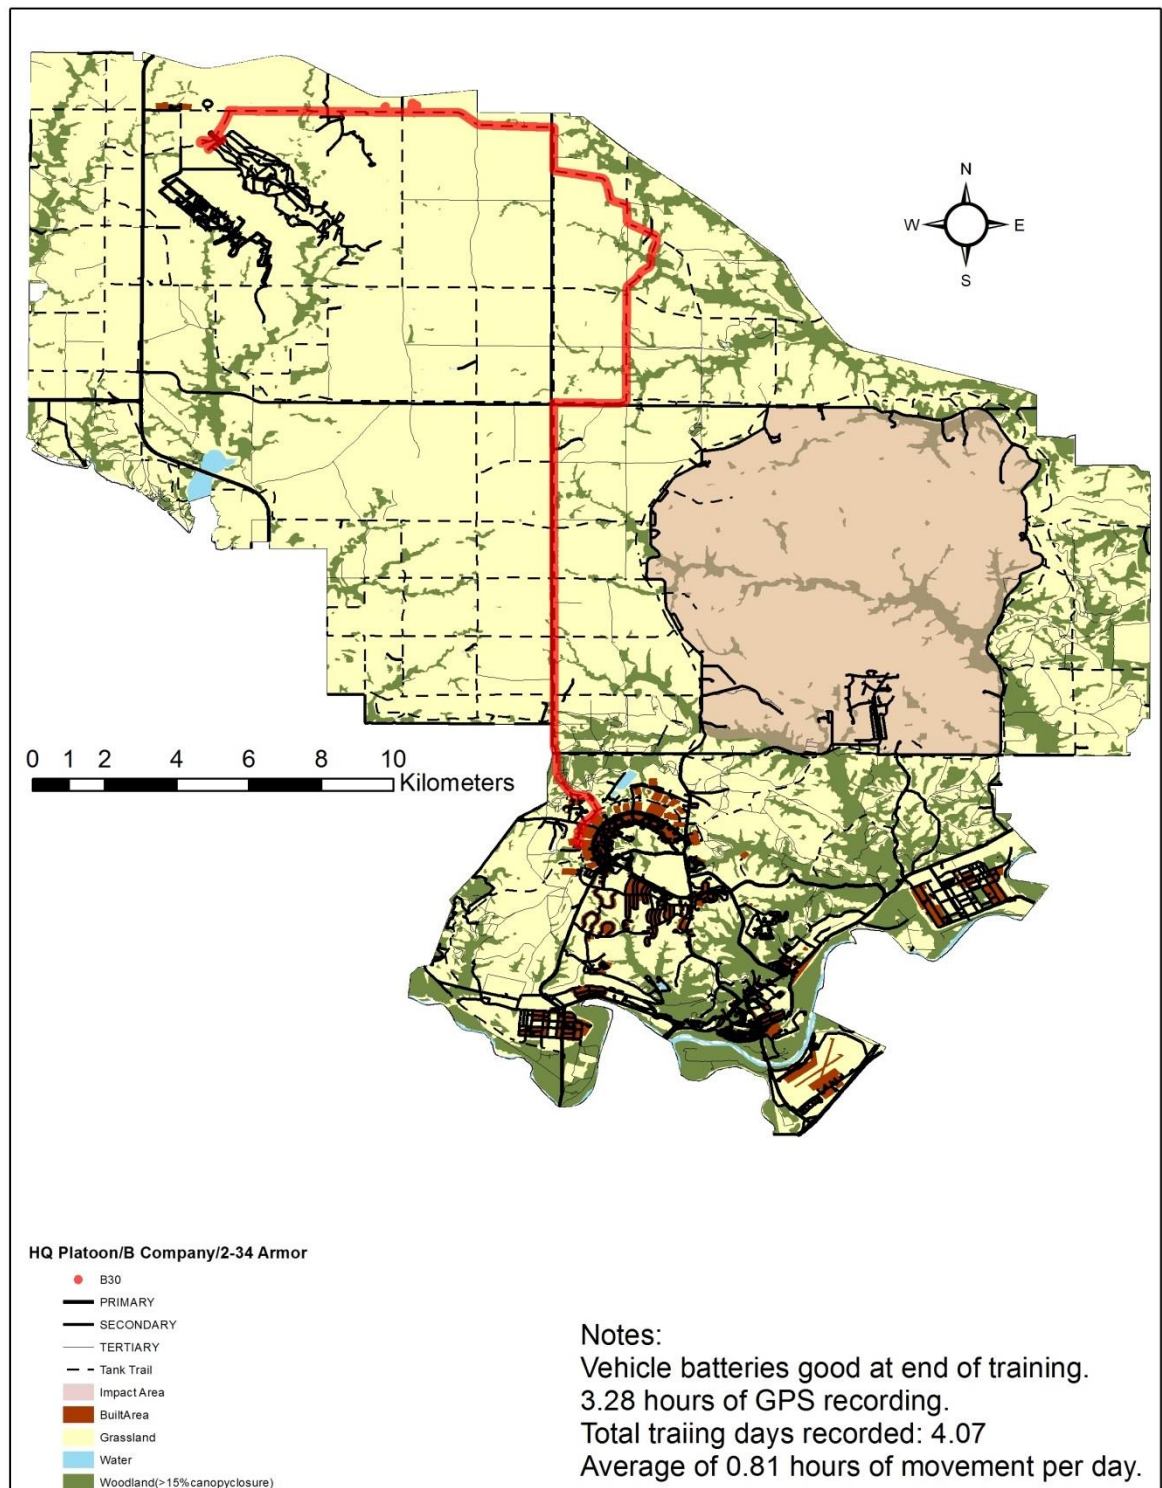 N
W E
S
0 1 2 4 6 8 10
Kilometers
HQ Platoon/B Company/2-34 Armor
B30
PRIMARY
SECONDARY
TERTIARY
Tank Trail
Impact Area
BuiltArea
Grassland
Water
Woodland(>15%canopyclosure)
Notes:
Vehicle batteries good at end of training.
3.28 hours of GPS recording.
Total traiing days recorded: 4.07
Average of 0.81 hours of movement per day.